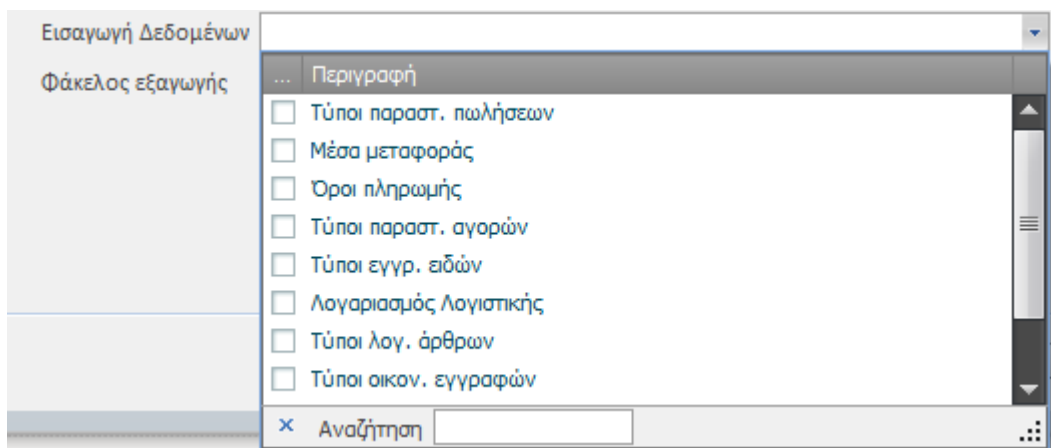 Εισαγωγή Δεδομένων
Φάκελος εξαγωγής
... Περιγραφή
Τύποι παραστ. πωλήσεων
Μέσα μεταφοράς
Όροι πληρωμής
Τύποι παραστ. αγορών
Τύποι εγγρ. ειδών
Λογαριασμός Λογιστικής
Τύποι λογ. άρθρων
Τύποι οικον. εγγραφών
Αναζήτηση